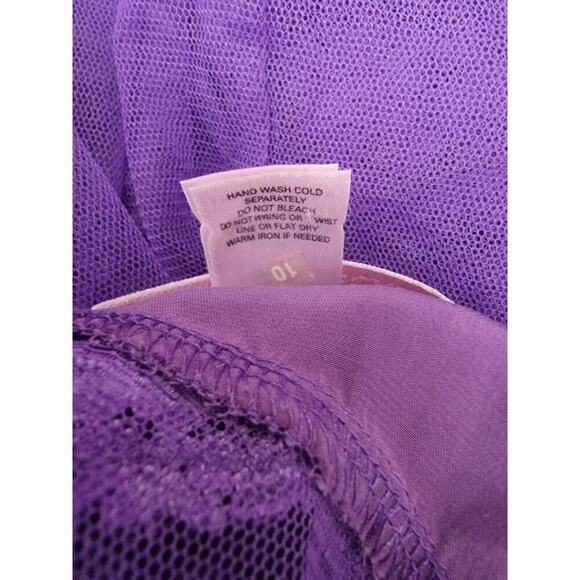 HAND WASH COLD
SEPARATELY
DO NOT BLEACH
DO NOT WRING OR TWIST
LINE OR FLAT DRY
WARM IRON IF NEEDED
10